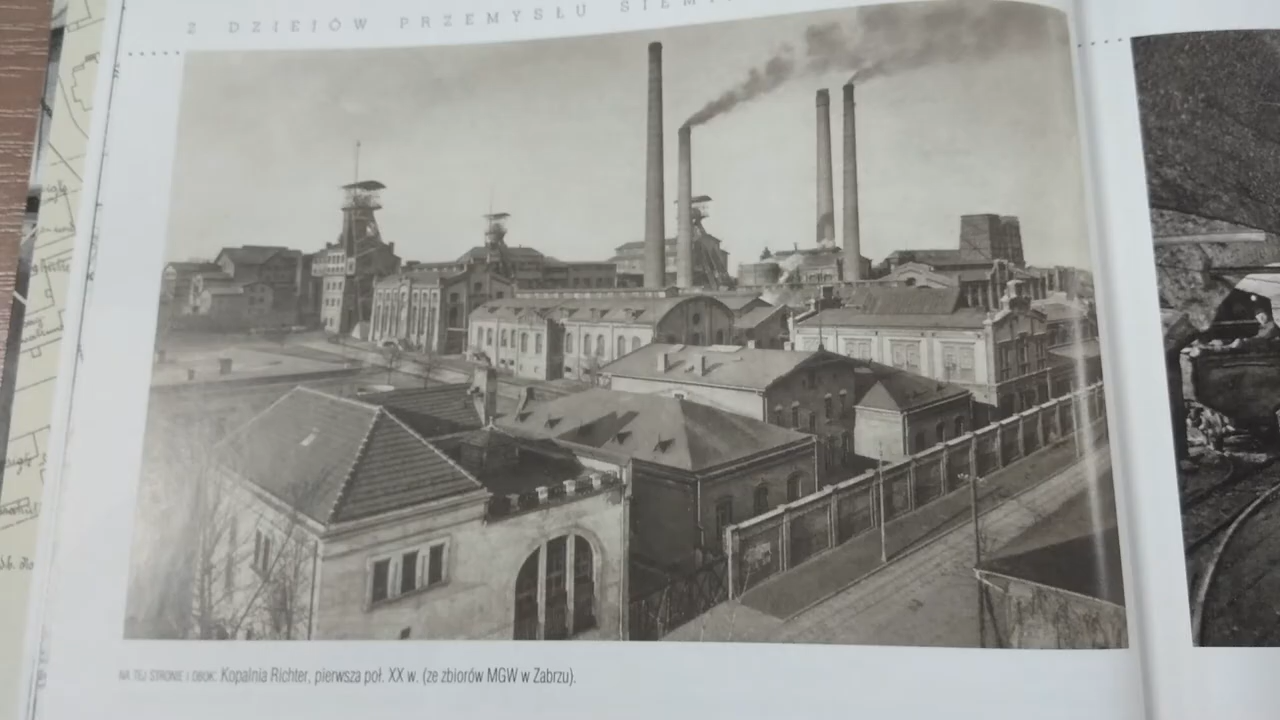 Z DZIEJÓW PRZEMYSŁU
NA TEJ STRONIE I OBOK: Kopalnia Richter, pierwsza poł. XX w. (ze zbiorów MGW w Zabrzu).